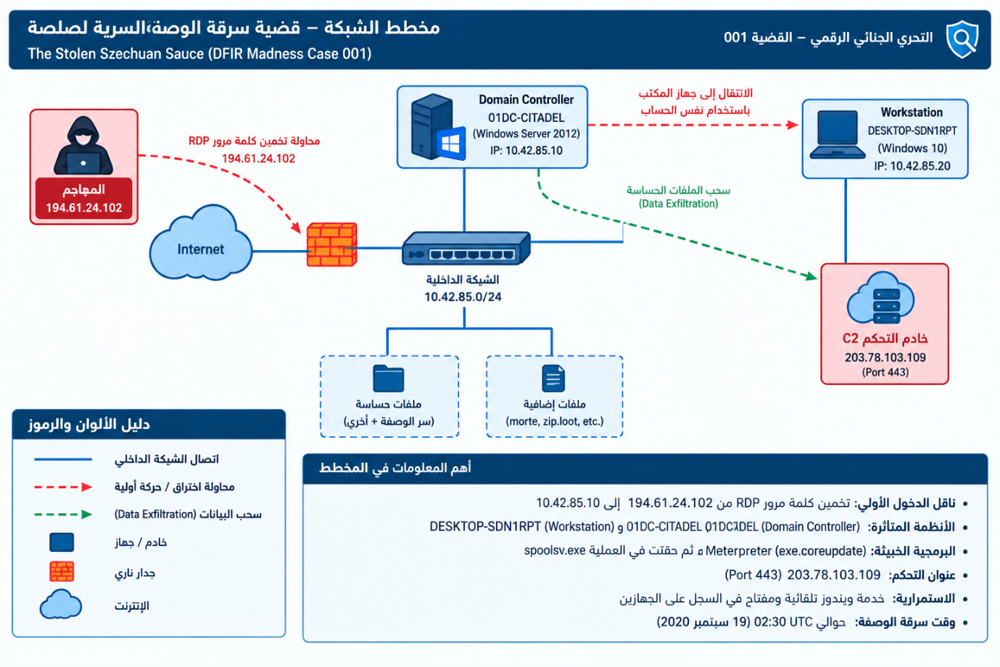 مخطط الشبكة – قضية سرقة الوصفة السرية لصلصة
The Stolen Szechuan Sauce (DFIR Madness Case 001)
التحري الجنائي الرقمي – القضية 001
المهاجم
194.61.24.102
محاولة تخمين كلمة مرور RDP
194.61.24.102
Internet
Domain Controller
01DC-CITADEL
(Windows Server 2012)
IP: 10.42.85.10
الانتقال إلى جهاز المكتب
باستخدام نفس الحساب
Workstation
DESKTOP-SDN1RPT
(Windows 10)
IP: 10.42.85.20
سحب الملفات الحساسة
(Data Exfiltration)
الشبكة الداخلية
10.42.85.0/24
خادم التحكم C2
203.78.103.109
(Port 443)
ملفات حساسة
(سر الوصفة + أخري)
ملفات إضافية
(morte, zip.loot, etc.)
دليل الألوان والرموز
اتصال الشيكة الداخلي
محاولة اختراق / حركة أولية
سحب البيانات (Data Exfiltration)
خادم / جهاز
جدار ناري
الإنترنت
أهم المعلومات في المخطط
• ناقل الدخول الأولي: تخمين كلمة مرور RDP من 194.61.24.102 إلى 10.42.85.10
• الأنظمة المتأثرة: (Domain Controller) 01DC-CITADEL و DESKTOP-SDN1RPT (Workstation)
• البرمجية الخبيثة: Meterpreter (exe.coreupdate) ثم حقتت في العملية spoolsv.exe
• عنوان التحكم: 203.78.103.109 (Port 443)
• الاستمرارية: خدمة ويندوز تلقائية ومفتاح في السجل على الجهازين
• وقت سرقة الوصفة: حوالي 02:30 UTC (19 سبتمبر 2020)